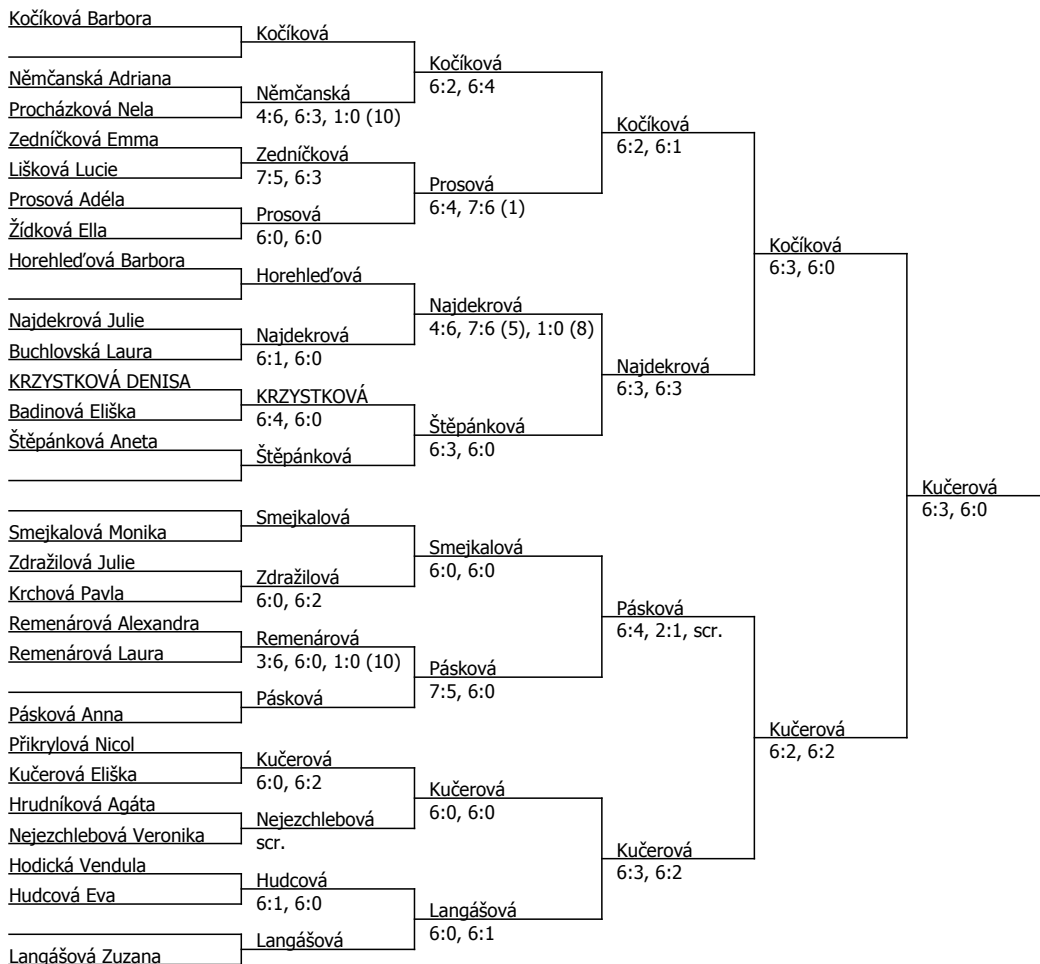 Kočíková Barbora
Němčanská Adriana
Procházková Nela
Zedníčková Emma
Lišková Lucie
Prosová Adéla
Žídková Ella
Horehleďová Barbora
Najdekrová Julie
Buchlovská Laura
KRZYSTKOVÁ DENISA
Badinová Eliška
Štěpánková Aneta
Smejkalová Monika
Zdražilová Julie
Krchová Pavla
Remenárová Alexandra
Remenárová Laura
Pásková Anna
Přikrylová Nicol
Kučerová Eliška
Hrudníková Agáta
Nejezchlebová Veronika
Hodická Vendula
Hudcová Eva
Langášová Zuzana
Kočíková
Němčanská
4:6, 6:3, 1:0 (10)
Zedníčková
7:5, 6:3
Prosová
6:0, 6:0
Horehleďová
Najdekrová
6:1, 6:0
KRZYSTKOVÁ
6:4, 6:0
Štěpánková
Smejkalová
Zdražilová
6:0, 6:2
Remenárová
3:6, 6:0, 1:0 (10)
Pásková
Kučerová
6:0, 6:2
Nejezchlebová
scr.
Hudcová
6:1, 6:0
Langášová
Kočíková
6:2, 6:4
Prosová
6:4, 7:6 (1)
Najdekrová
4:6, 7:6 (5), 1:0 (8)
Štěpánková
6:3, 6:0
Smejkalová
6:0, 6:0
Pásková
7:5, 6:0
Kučerová
6:0, 6:0
Langášová
6:0, 6:1
Kočíková
6:2, 6:1
Najdekrová
6:3, 6:3
Pásková
6:4, 2:1, scr.
Kučerová
6:3, 6:2
Kočíková
6:3, 6:0
Kučerová
6:2, 6:2
Kučerová
6:3, 6:0